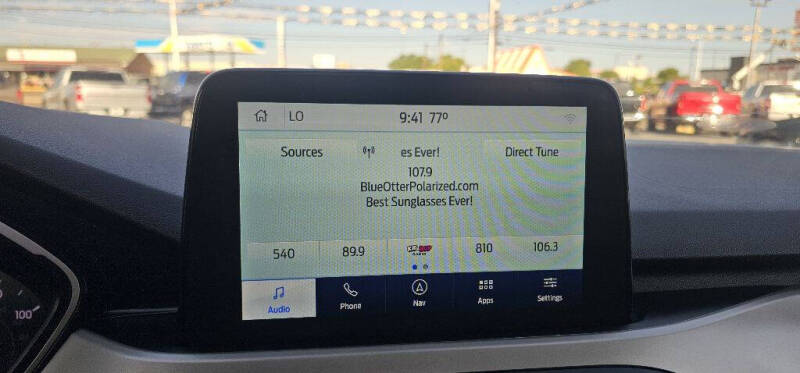 LO 9:41 77°
Sources es Ever! Direct Tune
107.9
BlueOtterPolarized.com
Best Sunglasses Ever!
540 89.9 810 106.3
Audio Phone Nav Apps Settings
100